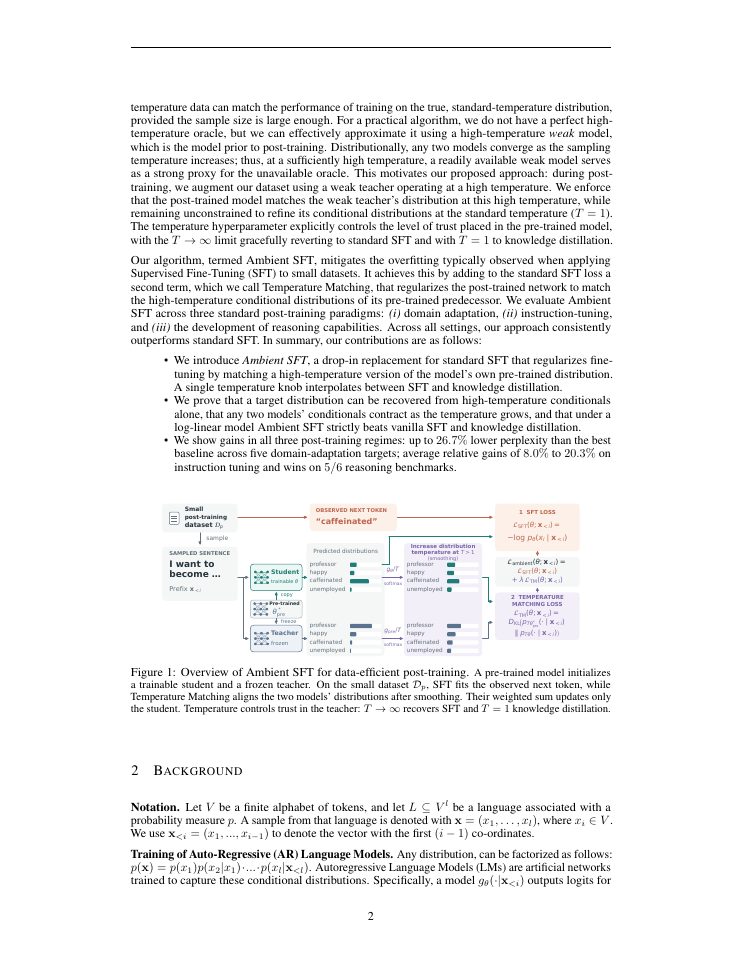 temperature data can match the performance of training on the true, standard-temperature distribution,
provided the sample size is large enough. For a practical algorithm, we do not have a perfect high-
temperature oracle, but we can effectively approximate it using a high-temperature weak model,
which is the model prior to post-training. Distributionally, any two models converge as the sampling
temperature increases; thus, at a sufficiently high temperature, a readily available weak model serves
as a strong proxy for the unavailable oracle. This motivates our proposed approach: during post-
training, we augment our dataset using a weak teacher operating at a high temperature. We enforce
that the post-trained model matches the weak teacher's distribution at this high temperature, while
remaining unconstrained to refine its conditional distributions at the standard temperature (T = 1).
The temperature hyperparameter explicitly controls the level of trust placed in the pre-trained model,
with the T → ∞ limit gracefully reverting to standard SFT and with T = 1 to knowledge distillation.
Our algorithm, termed Ambient SFT, mitigates the overfitting typically observed when applying
Supervised Fine-Tuning (SFT) to small datasets. It achieves this by adding to the standard SFT loss a
second term, which we call Temperature Matching, that regularizes the post-trained network to match
the high-temperature conditional distributions of its pre-trained predecessor. We evaluate Ambient
SFT across three standard post-training paradigms: (i) domain adaptation, (ii) instruction-tuning,
and (iii) the development of reasoning capabilities. Across all settings, our approach consistently
outperforms standard SFT. In summary, our contributions are as follows:
• We introduce Ambient SFT, a drop-in replacement for standard SFT that regularizes fine-
tuning by matching a high-temperature version of the model's own pre-trained distribution.
A single temperature knob interpolates between SFT and knowledge distillation.
• We prove that a target distribution can be recovered from high-temperature conditionals
alone, that any two models' conditionals contract as the temperature grows, and that under a
log-linear model Ambient SFT strictly beats vanilla SFT and knowledge distillation.
• We show gains in all three post-training regimes: up to 26.7% lower perplexity than the best
baseline across five domain-adaptation targets; average relative gains of 8.0% to 20.3% on
instruction tuning and wins on 5/6 reasoning benchmarks.
Small
post-training
dataset Dₚ
sample
SAMPLED SENTENCE
I want to
become ...
Prefix x<i
OBSERVED NEXT TOKEN
"caffeinated"
Student
trainable θ
copy
Pre-trained
θ*pre
freeze
Teacher
frozen
Predicted distributions
professor
happy
caffeinated
unemployed
professor
happy
caffeinated
unemployed
gθ/T
softmax
gpre/T
softmax
Increase distribution
temperature at T > 1
(smoothing)
professor
happy
caffeinated
unemployed
professor
happy
caffeinated
unemployed
1 SFT LOSS
ℒSFT(θ; x<i) =
−log pθ(xi | x<i)
ℒambient(θ; x<i) =
ℒSFT(θ; x<i)
+ λ ℒTM(θ; x<i)
2 TEMPERATURE
MATCHING LOSS
ℒTM(θ; x<i) =
‖ pTθ(· | x<i))
Figure 1: Overview of Ambient SFT for data-efficient post-training. A pre-trained model initializes
a trainable student and a frozen teacher. On the small dataset Dₚ, SFT fits the observed next token, while
Temperature Matching aligns the two models' distributions after smoothing. Their weighted sum updates only
the student. Temperature controls trust in the teacher: T → ∞ recovers SFT and T = 1 knowledge distillation.
2 BACKGROUND
Notation. Let V be a finite alphabet of tokens, and let L ⊆ Vˡ be a language associated with a
probability measure p. A sample from that language is denoted with x = (x₁, . . . , xₗ), where xᵢ ∈ V.
We use x<ᵢ = (x₁, ..., xᵢ₋₁) to denote the vector with the first (i − 1) co-ordinates.
Training of Auto-Regressive (AR) Language Models. Any distribution, can be factorized as follows:
p(x) = p(x₁)p(x₂|x₁)·...·p(xₗ|x<ₗ). Autoregressive Language Models (LMs) are artificial networks
trained to capture these conditional distributions. Specifically, a model gθ(·|x<ᵢ) outputs logits for
2